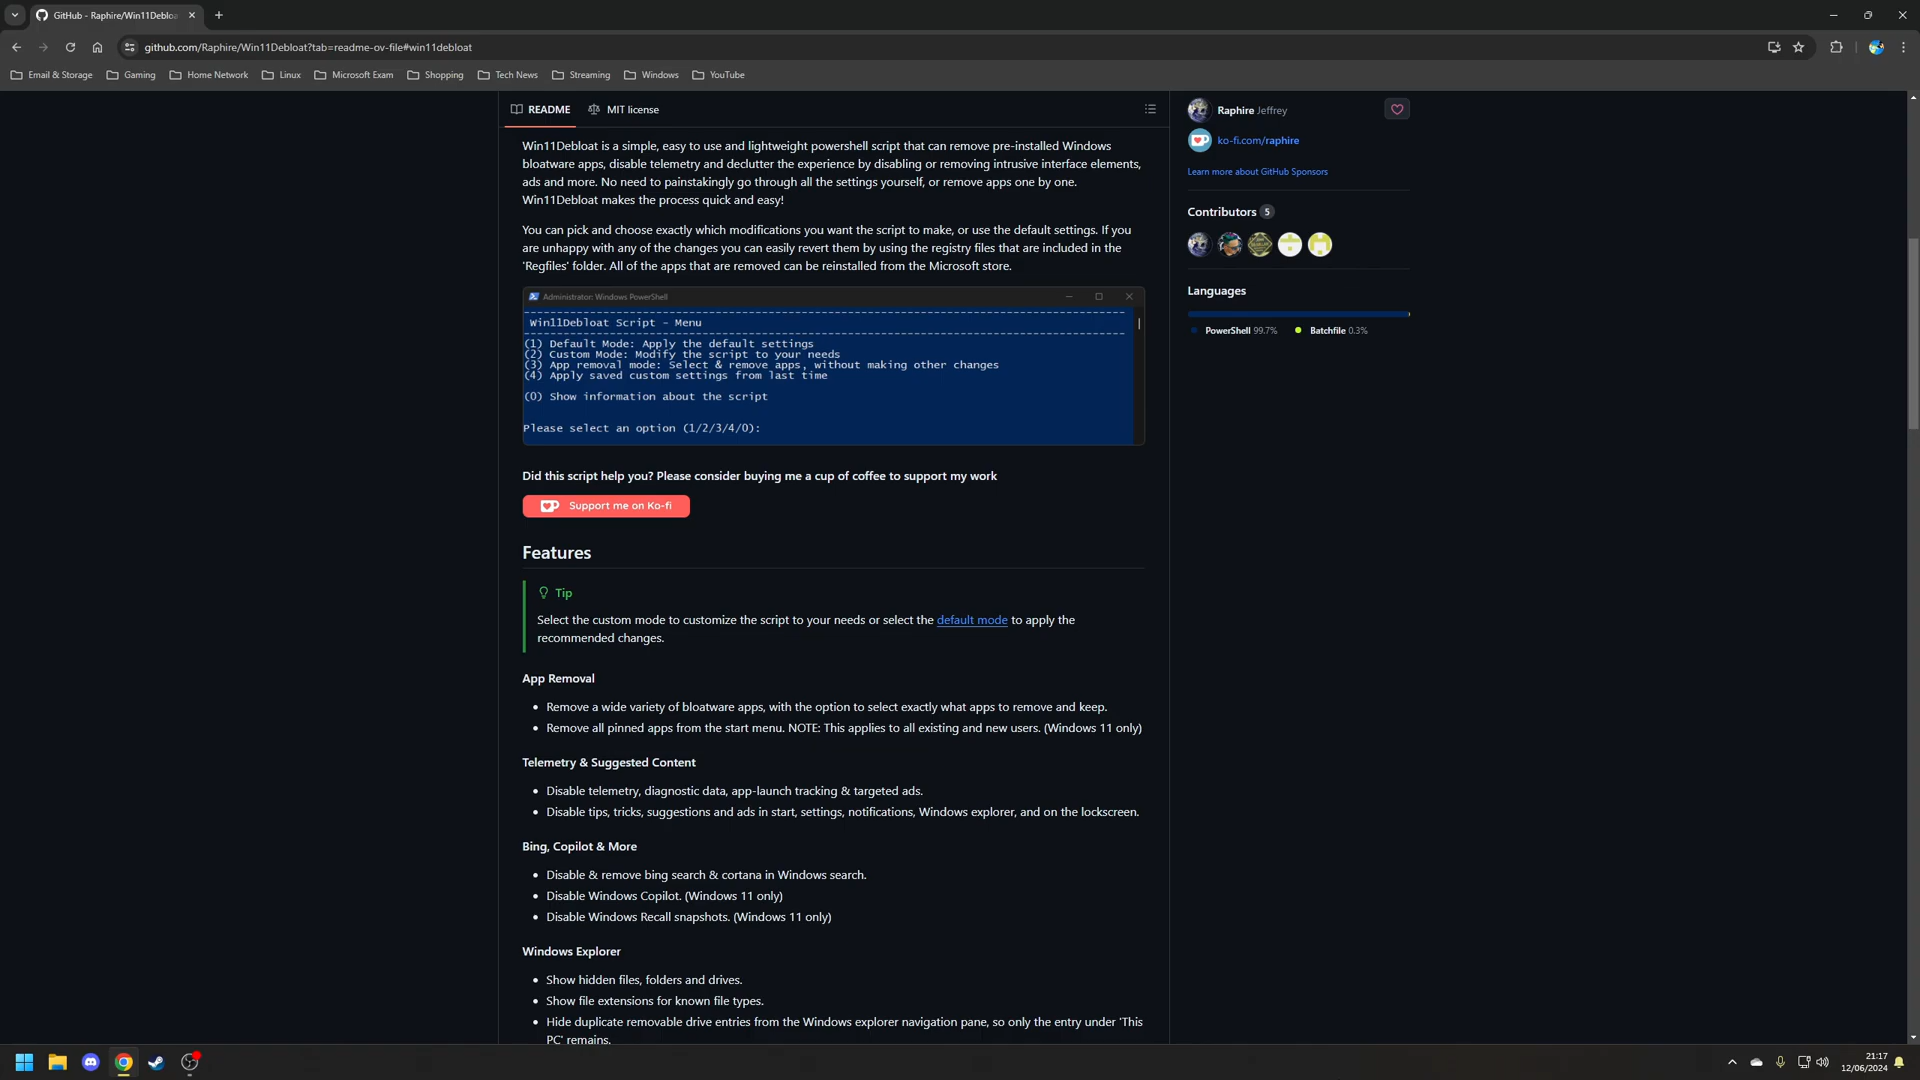 GitHub - Raphire/Win11Debloa
github.com/Raphire/Win11Debloat?tab=readme-ov-file#win11debloat
Email & Storage
Gaming
Home Network
Linux
Microsoft Exam
Shopping
Tech News
Streaming
Windows
YouTube
README
MIT license
Win11Debloat is a simple, easy to use and lightweight powershell script that can remove pre-installed Windows
bloatware apps, disable telemetry and declutter the experience by disabling or removing intrusive interface elements,
ads and more. No need to painstakingly go through all the settings yourself, or remove apps one by one.
Win11Debloat makes the process quick and easy!
You can pick and choose exactly which modifications you want the script to make, or use the default settings. If you
are unhappy with any of the changes you can easily revert them by using the registry files that are included in the
'Regfiles' folder. All of the apps that are removed can be reinstalled from the Microsoft store.
Administrator: Windows PowerShell
Win11Debloat Script - Menu
(1) Default Mode: Apply the default settings
(2) Custom Mode: Modify the script to your needs
(3) App removal mode: Select & remove apps, without making other changes
(4) Apply saved custom settings from last time
(0) Show information about the script
Please select an option (1/2/3/4/0):
Did this script help you? Please consider buying me a cup of coffee to support my work
Support me on Ko-fi
Features
Tip
Select the custom mode to customize the script to your needs or select the default mode to apply the
recommended changes.
App Removal
• Remove a wide variety of bloatware apps, with the option to select exactly what apps to remove and keep.
• Remove all pinned apps from the start menu. NOTE: This applies to all existing and new users. (Windows 11 only)
Telemetry & Suggested Content
• Disable telemetry, diagnostic data, app-launch tracking & targeted ads.
• Disable tips, tricks, suggestions and ads in start, settings, notifications, Windows explorer, and on the lockscreen.
Bing, Copilot & More
• Disable & remove bing search & cortana in Windows search.
• Disable Windows Copilot. (Windows 11 only)
• Disable Windows Recall snapshots. (Windows 11 only)
Windows Explorer
• Show hidden files, folders and drives.
• Show file extensions for known file types.
• Hide duplicate removable drive entries from the Windows explorer navigation pane, so only the entry under 'This
PC' remains.
Raphire Jeffrey
ko-fi.com/raphire
Learn more about GitHub Sponsors
Contributors 5
Languages
PowerShell 99.7%
Batchfile 0.3%
21:17
12/06/2024